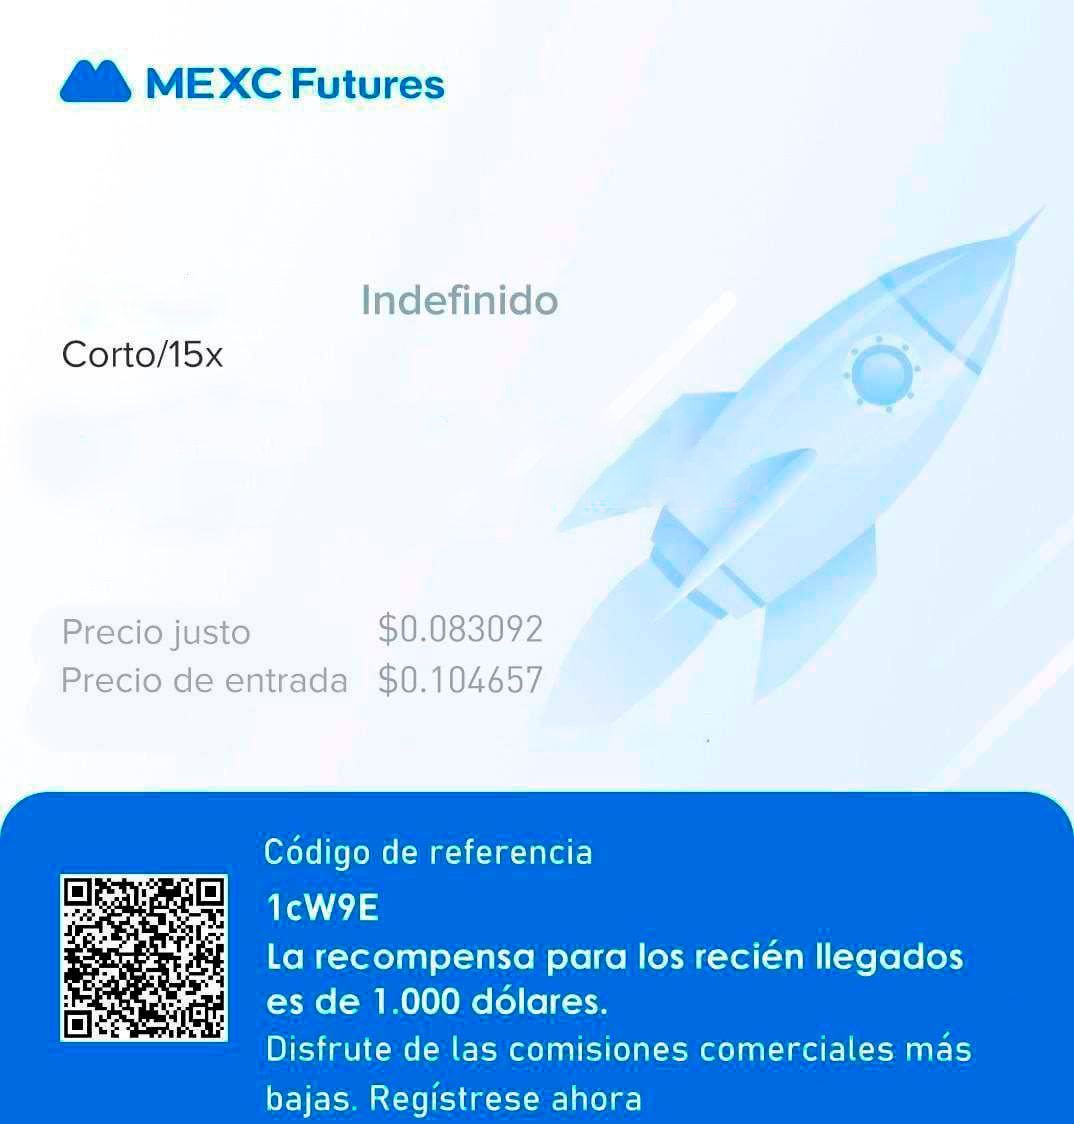 MEXC Futures
Indefinido
Corto/15x
Precio justo $0.083092
Precio de entrada $0.104657
Código de referencia
1cW9E
La recompensa para los recién llegados
es de 1.000 dólares.
Disfrute de las comisiones comerciales más
bajas. Regístrese ahora